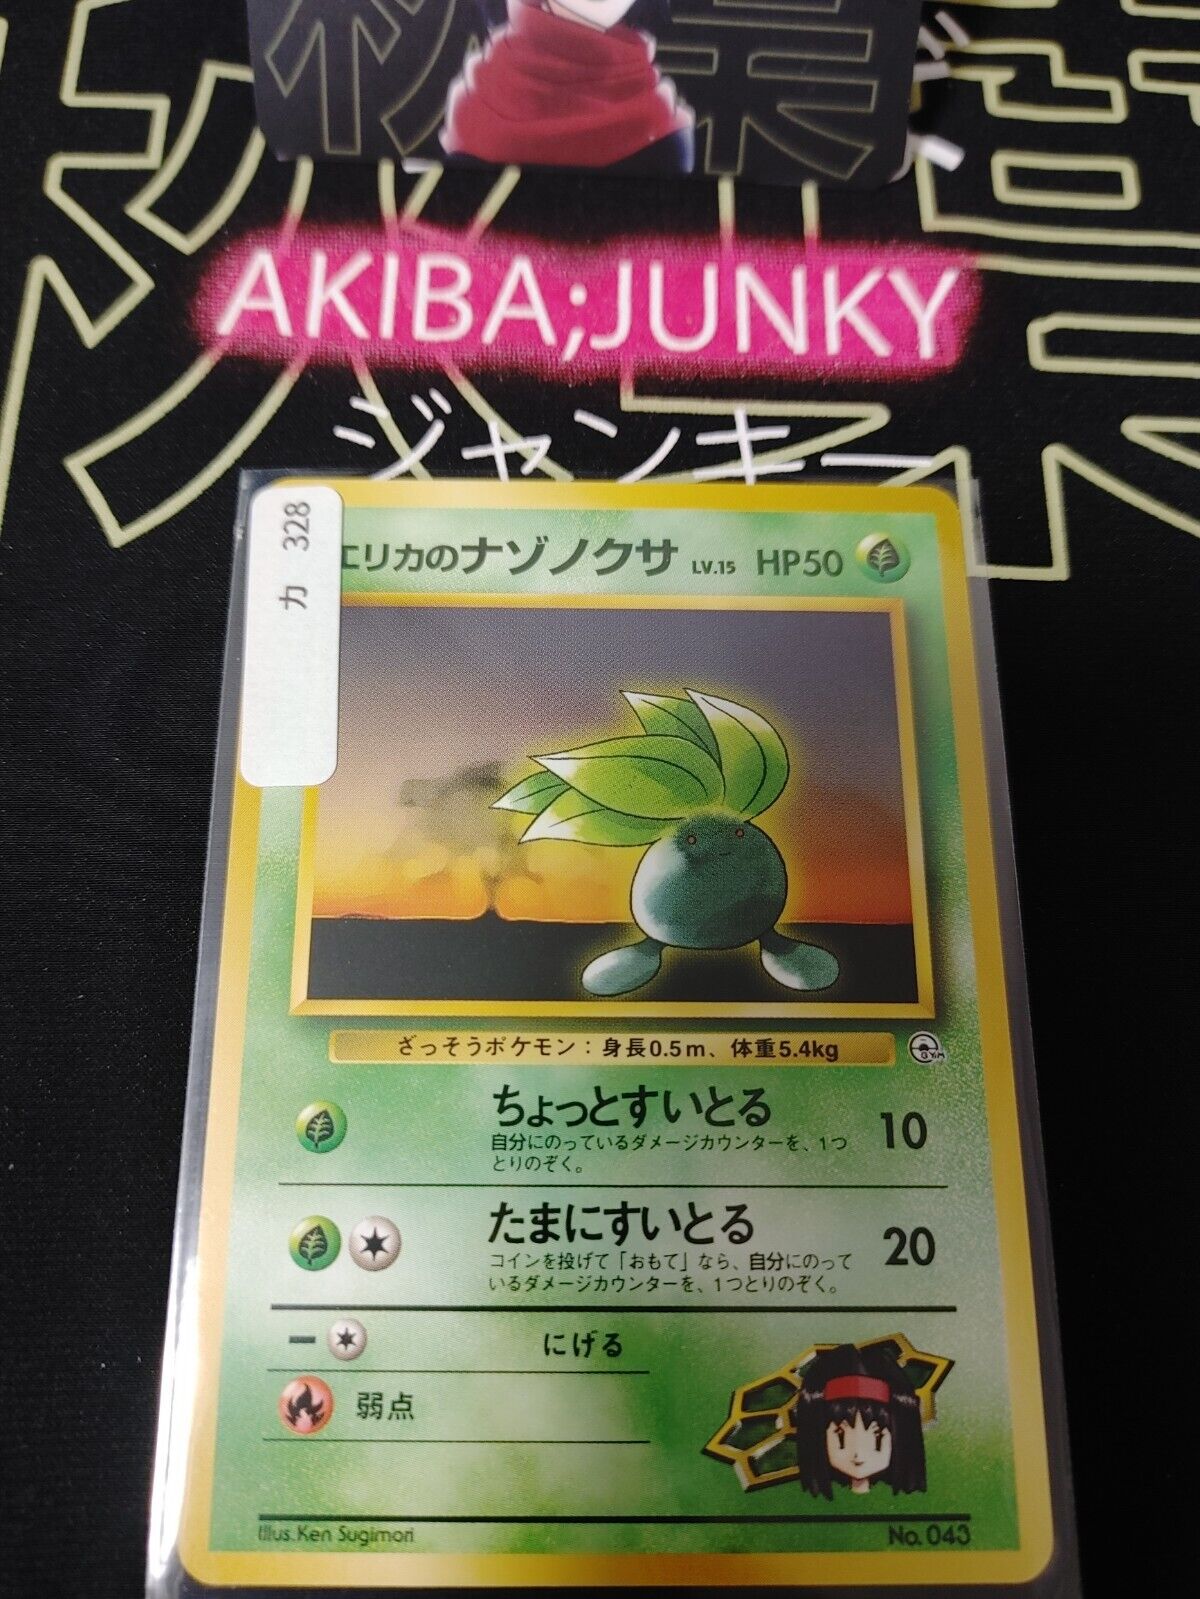 AKIBA;JUNKY
ジャンキー
カ 328
エリカのナゾノクサ LV.15 HP50
ざっそうポケモン：身長0.5m、体重5.4kg
GYM
ちょっとすいとる 10
自分にのっているダメージカウンターを、1つ
とりのぞく。
たまにすいとる 20
コインを投げて「おもて」なら、自分にのって
いるダメージカウンターを、1つとりのぞく。
にげる
弱点
Illus. Ken Sugimori
No. 043